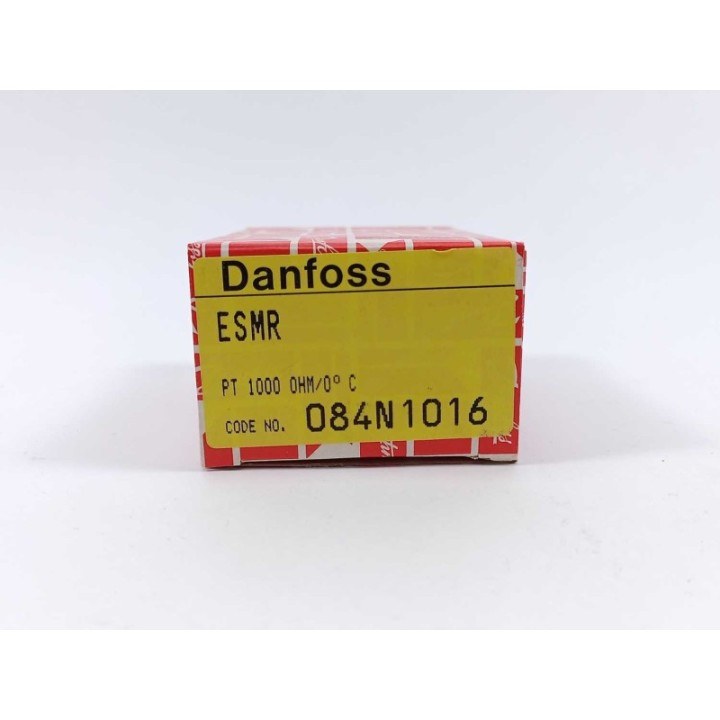 Danfoss
ESMR
PT 1000 OHM/0° C
CODE NO. 084N1016